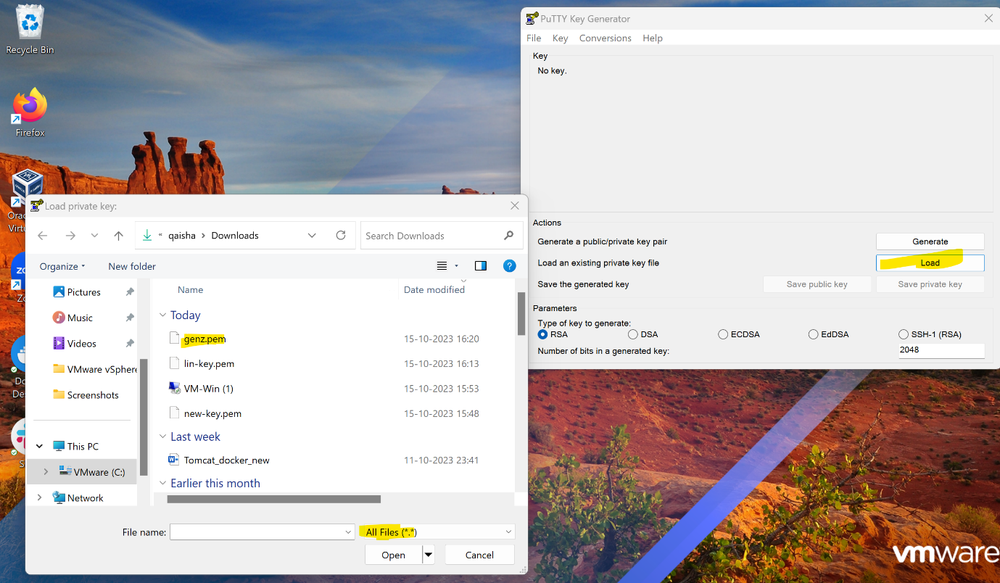 Recycle Bin
Firefox
Orac
Virtu
Zo
Do
Des
S
PuTTY Key Generator
File Key Conversions Help
Key
No key.
Actions
Generate a public/private key pair
Generate
Load an existing private key file
Load
Save the generated key
Save public key
Save private key
Parameters
Type of key to generate:
RSA DSA ECDSA EdDSA SSH-1 (RSA)
Number of bits in a generated key:
2048
Load private key:
« qaisha > Downloads
Search Downloads
Organize
New folder
Pictures
Music
Videos
VMware vSphere
Screenshots
This PC
VMware (C:)
Network
Name Date modified
Today
genz.pem 15-10-2023 16:20
lin-key.pem 15-10-2023 16:13
VM-Win (1) 15-10-2023 15:53
new-key.pem 15-10-2023 15:48
Last week
Tomcat_docker_new 11-10-2023 23:41
Earlier this month
File name:
All Files (*.*)
Open
Cancel
vmware